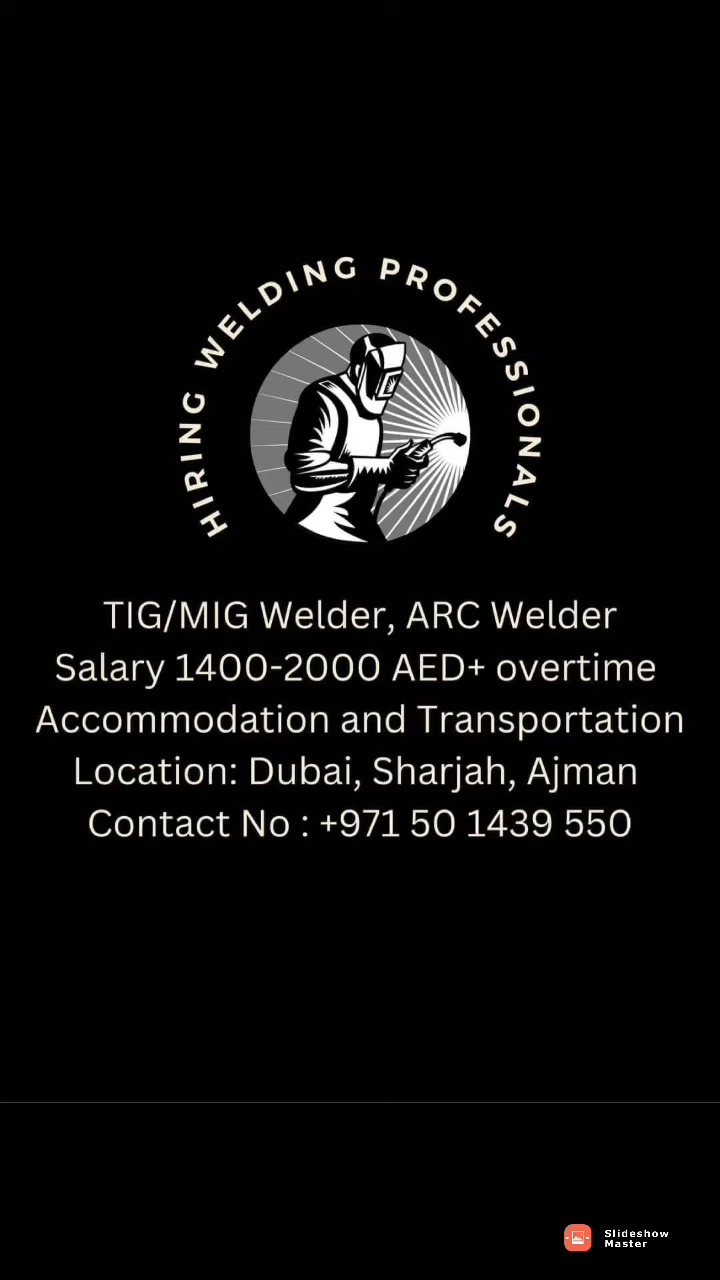 HIRING WELDING PROFESSIONALS
TIG/MIG Welder, ARC Welder
Salary 1400-2000 AED+ overtime
Accommodation and Transportation
Location: Dubai, Sharjah, Ajman
Contact No : +971 50 1439 550
Slideshow
Master